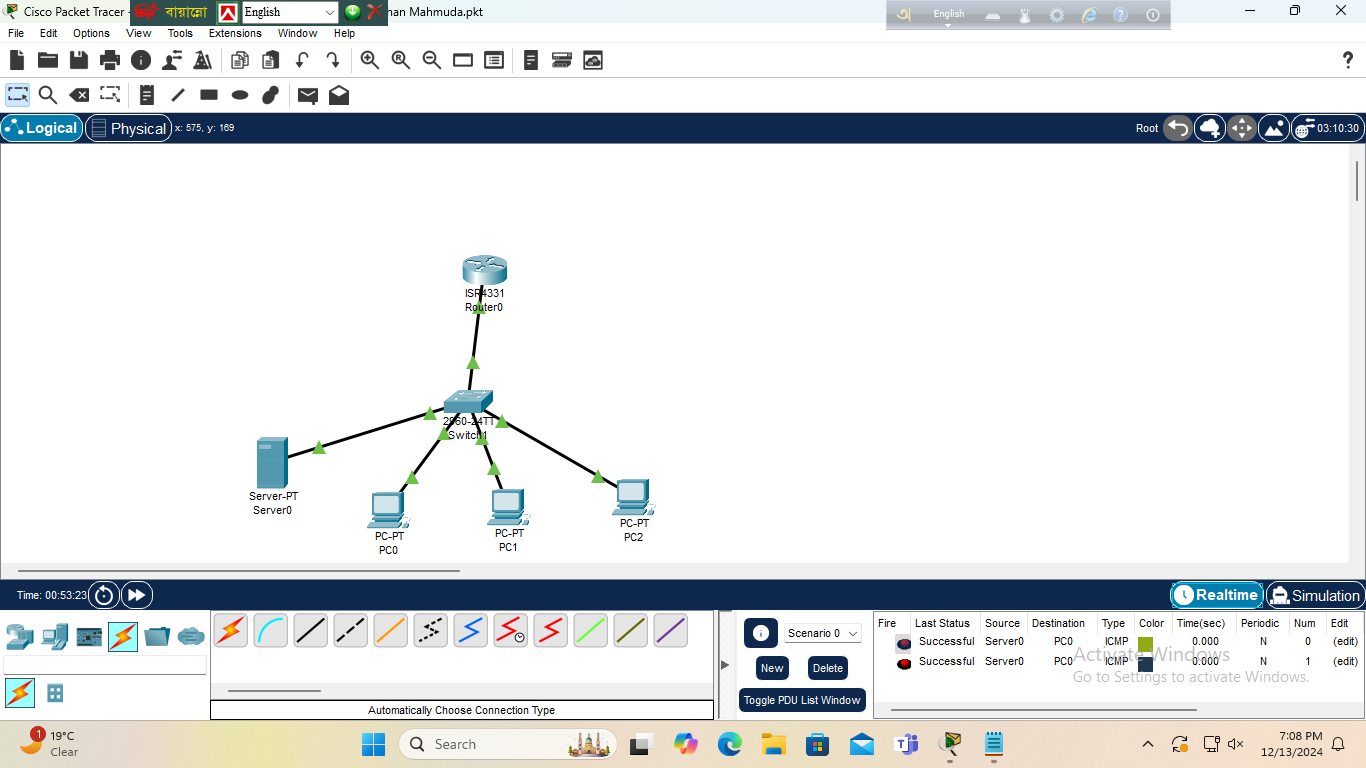 Cisco Packet Tracer - বায়ান্নো English han Mahmuda.pkt
English
File Edit Options View Tools Extensions Window Help
Logical Physical x: 575, y: 169 Root 03:10:30
ISR4331
Router0
2960-24TT
Switch1
Server-PT
Server0
PC-PT
PC0
PC-PT
PC1
PC-PT
PC2
Time: 00:53:23 Realtime Simulation
Scenario 0
New Delete
Toggle PDU List Window
Automatically Choose Connection Type
Fire Last Status Source Destination Type Color Time(sec) Periodic Num Edit
Successful Server0 PC0 ICMP 0.000 N 0 (edit)
Successful Server0 PC0 ICMP 0.000 N 1 (edit)
Activate Windows
Go to Settings to activate Windows.
1 19°C
Clear
Search
7:08 PM
12/13/2024